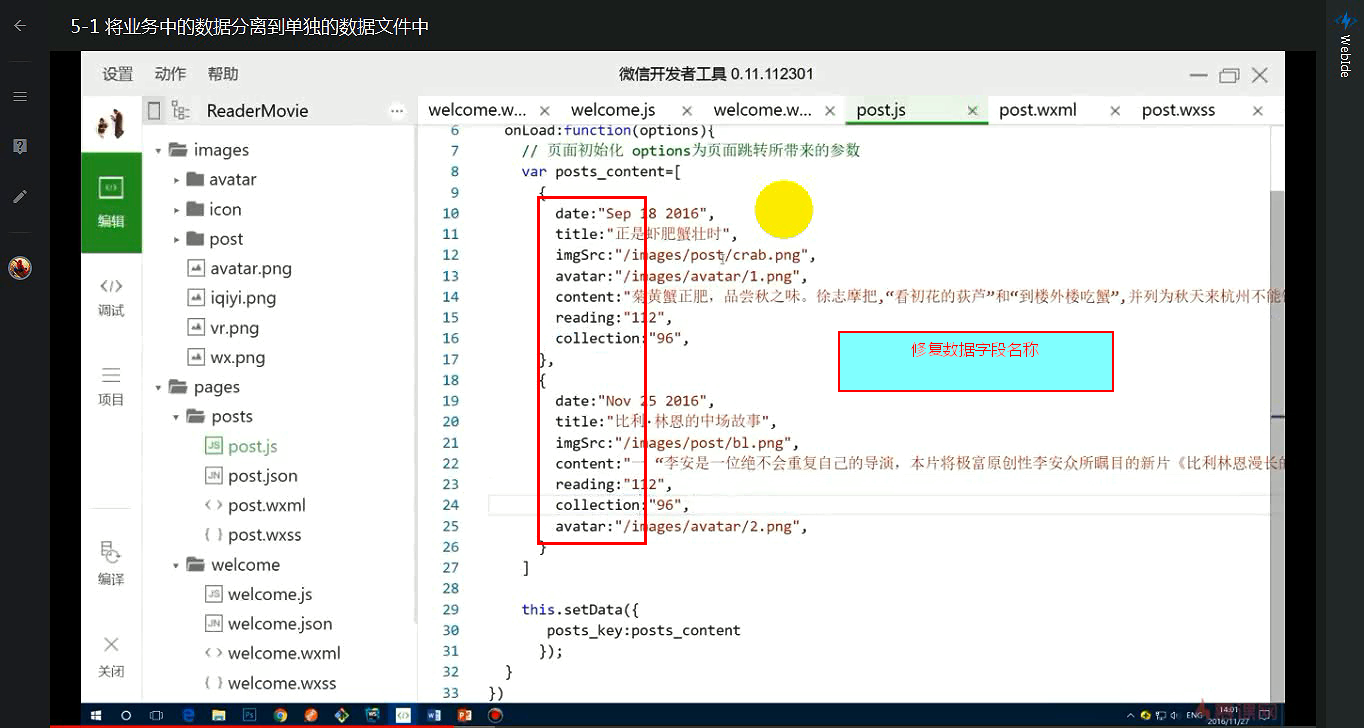 5-1 将业务中的数据分离到单独的数据文件中
WebIde
设置 动作 帮助
微信开发者工具 0.11.112301
ReaderMovie
welcome.w...
welcome.js
welcome.w...
post.js
post.wxml
post.wxss
编辑
调试
项目
编译
关闭
images
avatar
icon
post
avatar.png
iqiyi.png
vr.png
wx.png
pages
posts
JS post.js
JN post.json
< > post.wxml
{ } post.wxss
welcome
JS welcome.js
JN welcome.json
< > welcome.wxml
{ } welcome.wxss
6 onLoad:function(options){
7 // 页面初始化 options为页面跳转所带来的参数
8 var posts_content=[
9 {
10 date:"Sep 18 2016",
11 title:"正是虾肥蟹壮时",
12 imgSrc:"/images/post/crab.png",
13 avatar:"/images/avatar/1.png",
14 content:"菊黄蟹正肥，品尝秋之味。徐志摩把,“看初花的荻芦”和“到楼外楼吃蟹”,并列为秋天来杭州不能
15 reading:"112",
16 collection:"96",
17 },
18 {
19 date:"Nov 25 2016",
20 title:"比利·林恩的中场故事",
21 imgSrc:"/images/post/bl.png",
22 content:"一 “李安是一位绝不会重复自己的导演，本片将极富原创性李安众所瞩目的新片《比利林恩漫长的
23 reading:"112",
24 collection:"96",
25 avatar:"/images/avatar/2.png",
26 }
27 ]
28
29 this.setData({
30 posts_key:posts_content
31 });
32 }
33 })
修复数据字段名称
ENG
14:01
2016/11/27